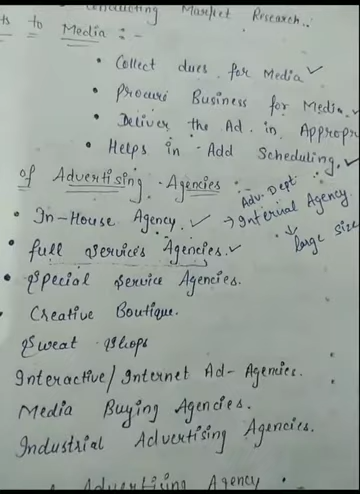 Conducting Market Research.
ts to Media :-
• Collect dues for Media ✓
• Procure Business for Media. ✓
• Deliver the Ad. in Appropr
• Helps in Add Scheduling. ✓
of Advertising Agencies
Adv. Dept
• In-House Agency. ✓ → Internal Agency
↓
large size
• full services Agencies. ✓
• Special Service Agencies.
• Creative Boutique.
Sweat Shops
Interactive/Internet Ad-Agencies.
Media Buying Agencies.
Industrial Advertising Agencies.
• Advertising Agency :-